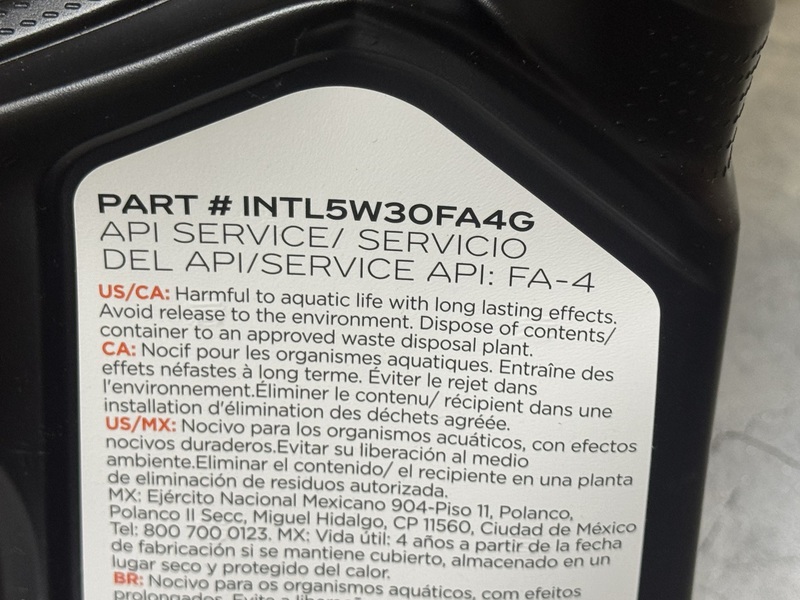 PART # INTL5W30FA4G
API SERVICE/ SERVICIO
DEL API/SERVICE API: FA-4
US/CA: Harmful to aquatic life with long lasting effects.
Avoid release to the environment. Dispose of contents/
container to an approved waste disposal plant.
CA: Nocif pour les organismes aquatiques. Entraîne des
effets néfastes à long terme. Éviter le rejet dans
l'environnement.Éliminer le contenu/ récipient dans une
installation d'élimination des déchets agréée.
US/MX: Nocivo para los organismos acuáticos, con efectos
nocivos duraderos.Evitar su liberación al medio
ambiente.Eliminar el contenido/ el recipiente en una planta
de eliminación de residuos autorizada.
MX: Ejército Nacional Mexicano 904-Piso 11, Polanco,
Polanco II Secc, Miguel Hidalgo, CP 11560, Ciudad de México
Tel: 800 700 0123. MX: Vida útil: 4 años a partir de la fecha
de fabricación si se mantiene cubierto, almacenado en un
lugar seco y protegido del calor.
BR: Nocivo para os organismos aquáticos, com efeitos
prolongados. Evite a